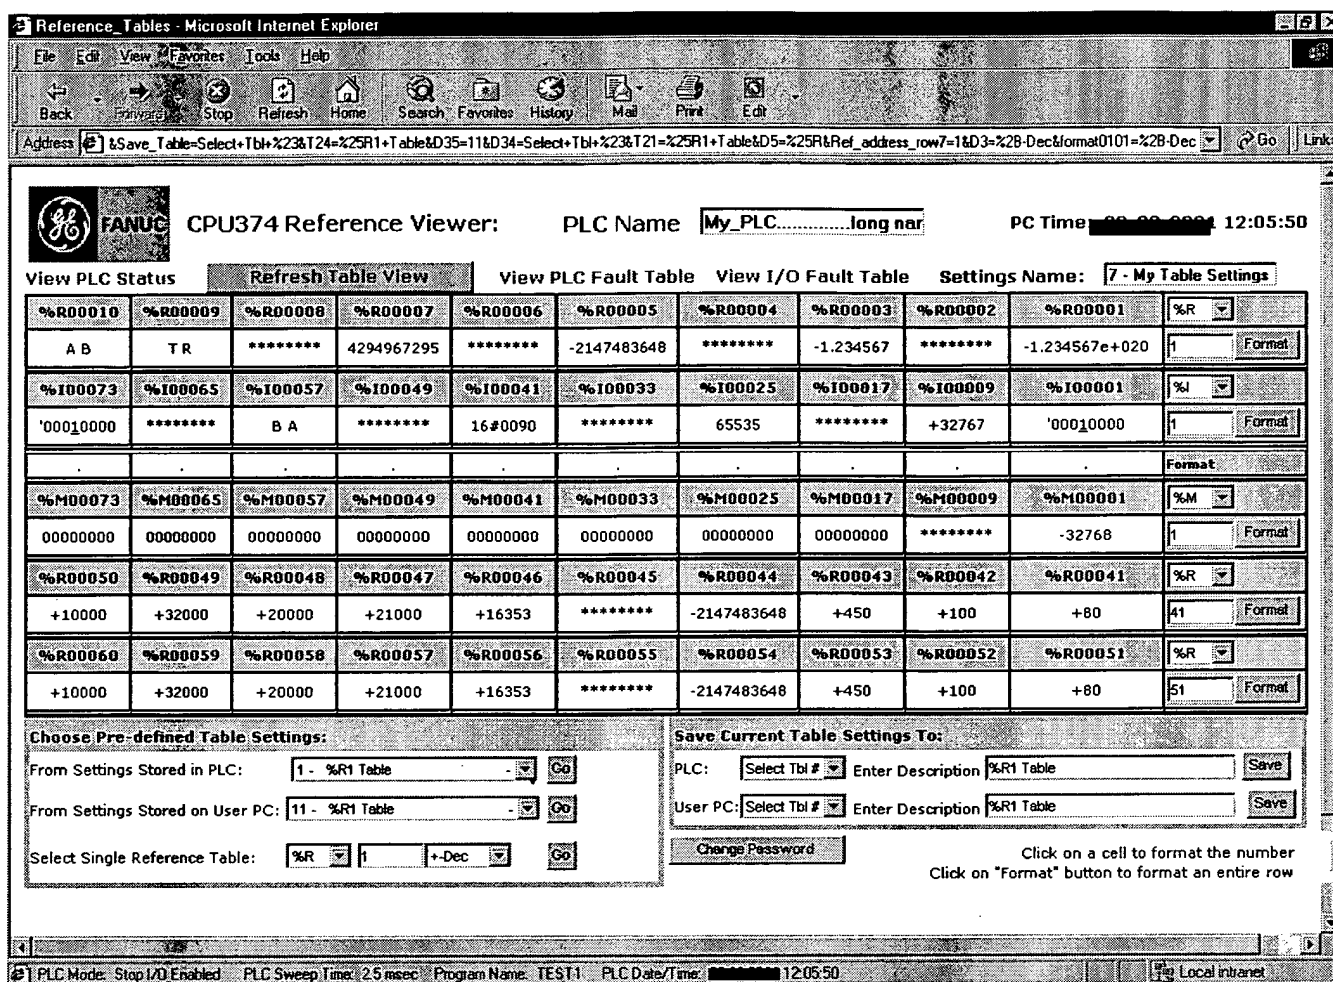 Reference_Tables - Microsoft Internet Explorer
File Edit View Favorites Tools Help
Back Forward Stop Refresh Home Search Favorites History Mail Print Edit
Address &Save_Table=Select+Tbl+%23&T24=%25R1+Table&D35=11&D34=Select+Tbl+%23&T21=%25R1+Table&D5=%25R&Ref_address_row7=1&D3=%2B-Dec&format0101=%2B-Dec Go Links
GE FANUC CPU374 Reference Viewer: PLC Name My_PLC..............long nar PC Time: 12:05:50
View PLC Status Refresh Table View View PLC Fault Table View I/O Fault Table Settings Name: 7 - My Table Settings
%R00010 %R00009 %R00008 %R00007 %R00006 %R00005 %R00004 %R00003 %R00002 %R00001 %R
A B T R ******** 4294967295 ******** -2147483648 ******** -1.234567 ******** -1.234567e+020 1 Format
%I00073 %I00065 %I00057 %I00049 %I00041 %I00033 %I00025 %I00017 %I00009 %I00001 %I
'00010000 ******** B A ******** 16#0090 ******** 65535 ******** +32767 '00010000 1 Format
. . . . . . . . . . Format
%M00073 %M00065 %M00057 %M00049 %M00041 %M00033 %M00025 %M00017 %M00009 %M00001 %M
00000000 00000000 00000000 00000000 00000000 00000000 00000000 00000000 ******** -32768 1 Format
%R00050 %R00049 %R00048 %R00047 %R00046 %R00045 %R00044 %R00043 %R00042 %R00041 %R
+10000 +32000 +20000 +21000 +16353 ******** -2147483648 +450 +100 +80 41 Format
%R00060 %R00059 %R00058 %R00057 %R00056 %R00055 %R00054 %R00053 %R00052 %R00051 %R
+10000 +32000 +20000 +21000 +16353 ******** -2147483648 +450 +100 +80 51 Format
Choose Pre-defined Table Settings: Save Current Table Settings To:
From Settings Stored in PLC: 1 - %R1 Table - Go PLC: Select Tbl # Enter Description %R1 Table Save
From Settings Stored on User PC: 11 - %R1 Table - Go User PC: Select Tbl # Enter Description %R1 Table Save
Select Single Reference Table: %R 1 +-Dec Go Change Password Click on a cell to format the number
Click on "Format" button to format an entire row
PLC Mode: Stop I/O Enabled PLC Sweep Time: 2.5 msec Program Name: TEST1 PLC Date/Time: 12:05:50 Local intranet